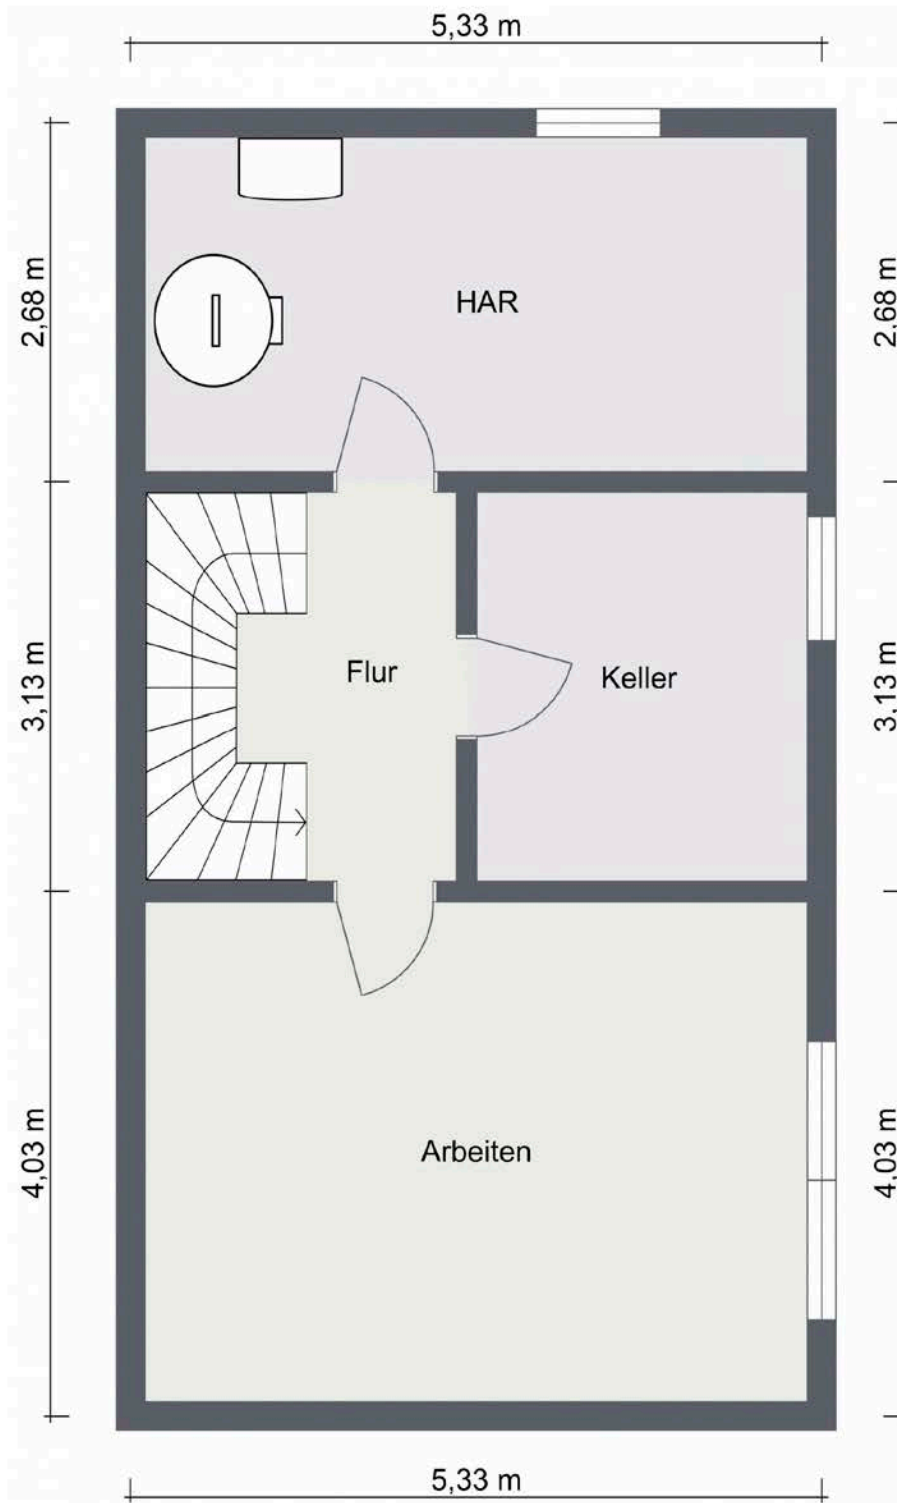 5,33 m
2,68 m
2,68 m
HAR
3,13 m
Flur
Keller
3,13 m
4,03 m
Arbeiten
4,03 m
5,33 m